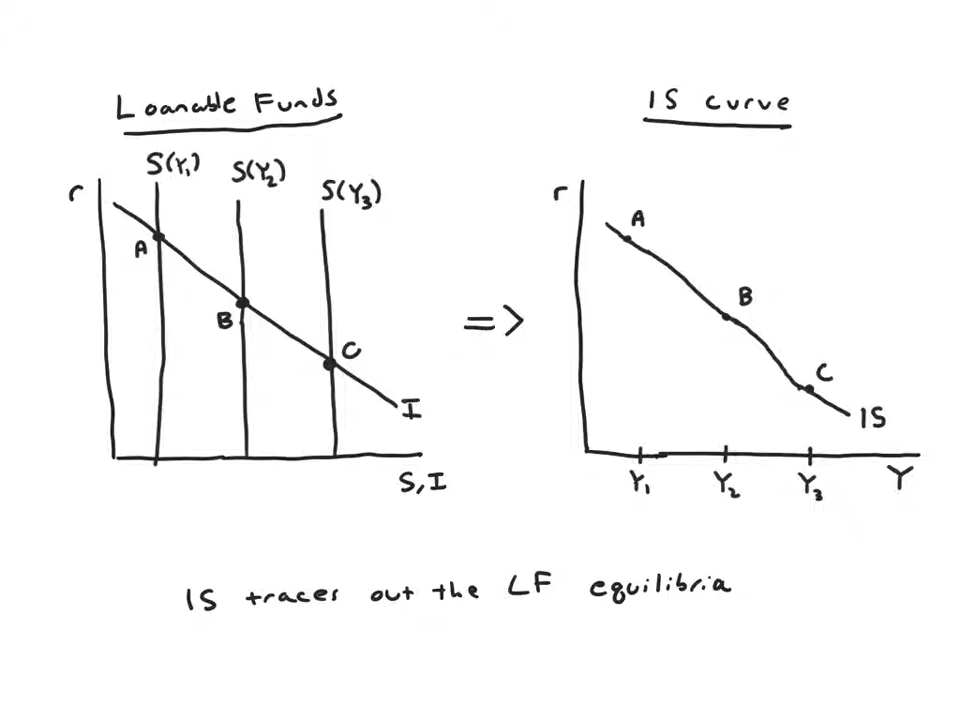 Loanable Funds
S(Y₁)
S(Y₂)
S(Y₃)
r
A
B
C
I
S, I
=>
IS curve
r
A
B
C
IS
Y₁
Y₂
Y₃
Y
IS traces out the LF equilibria